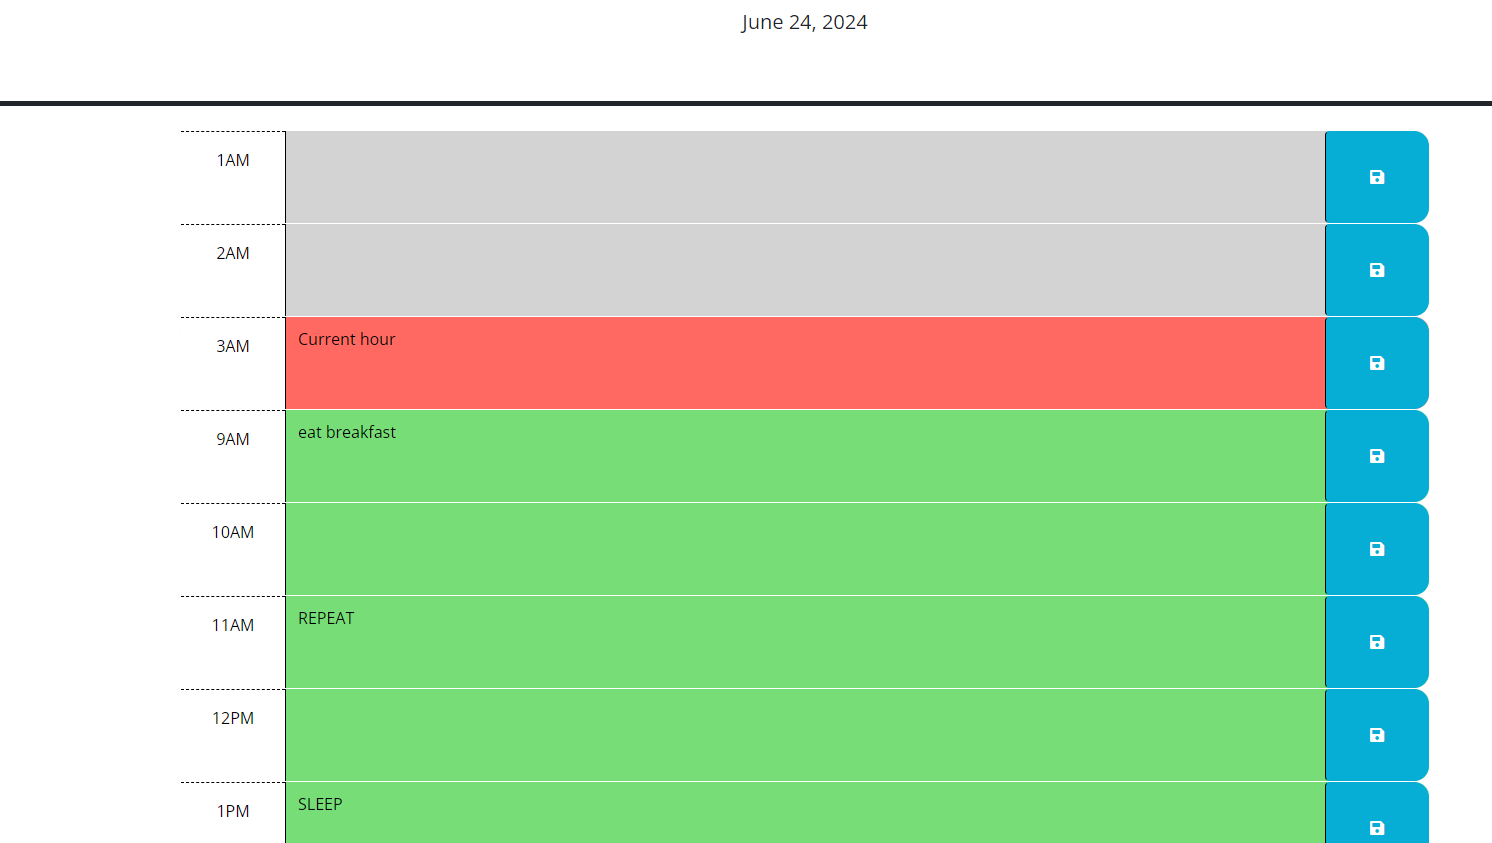 June 24, 2024
1AM
2AM
3AM Current hour
9AM eat breakfast
10AM
11AM REPEAT
12PM
1PM SLEEP